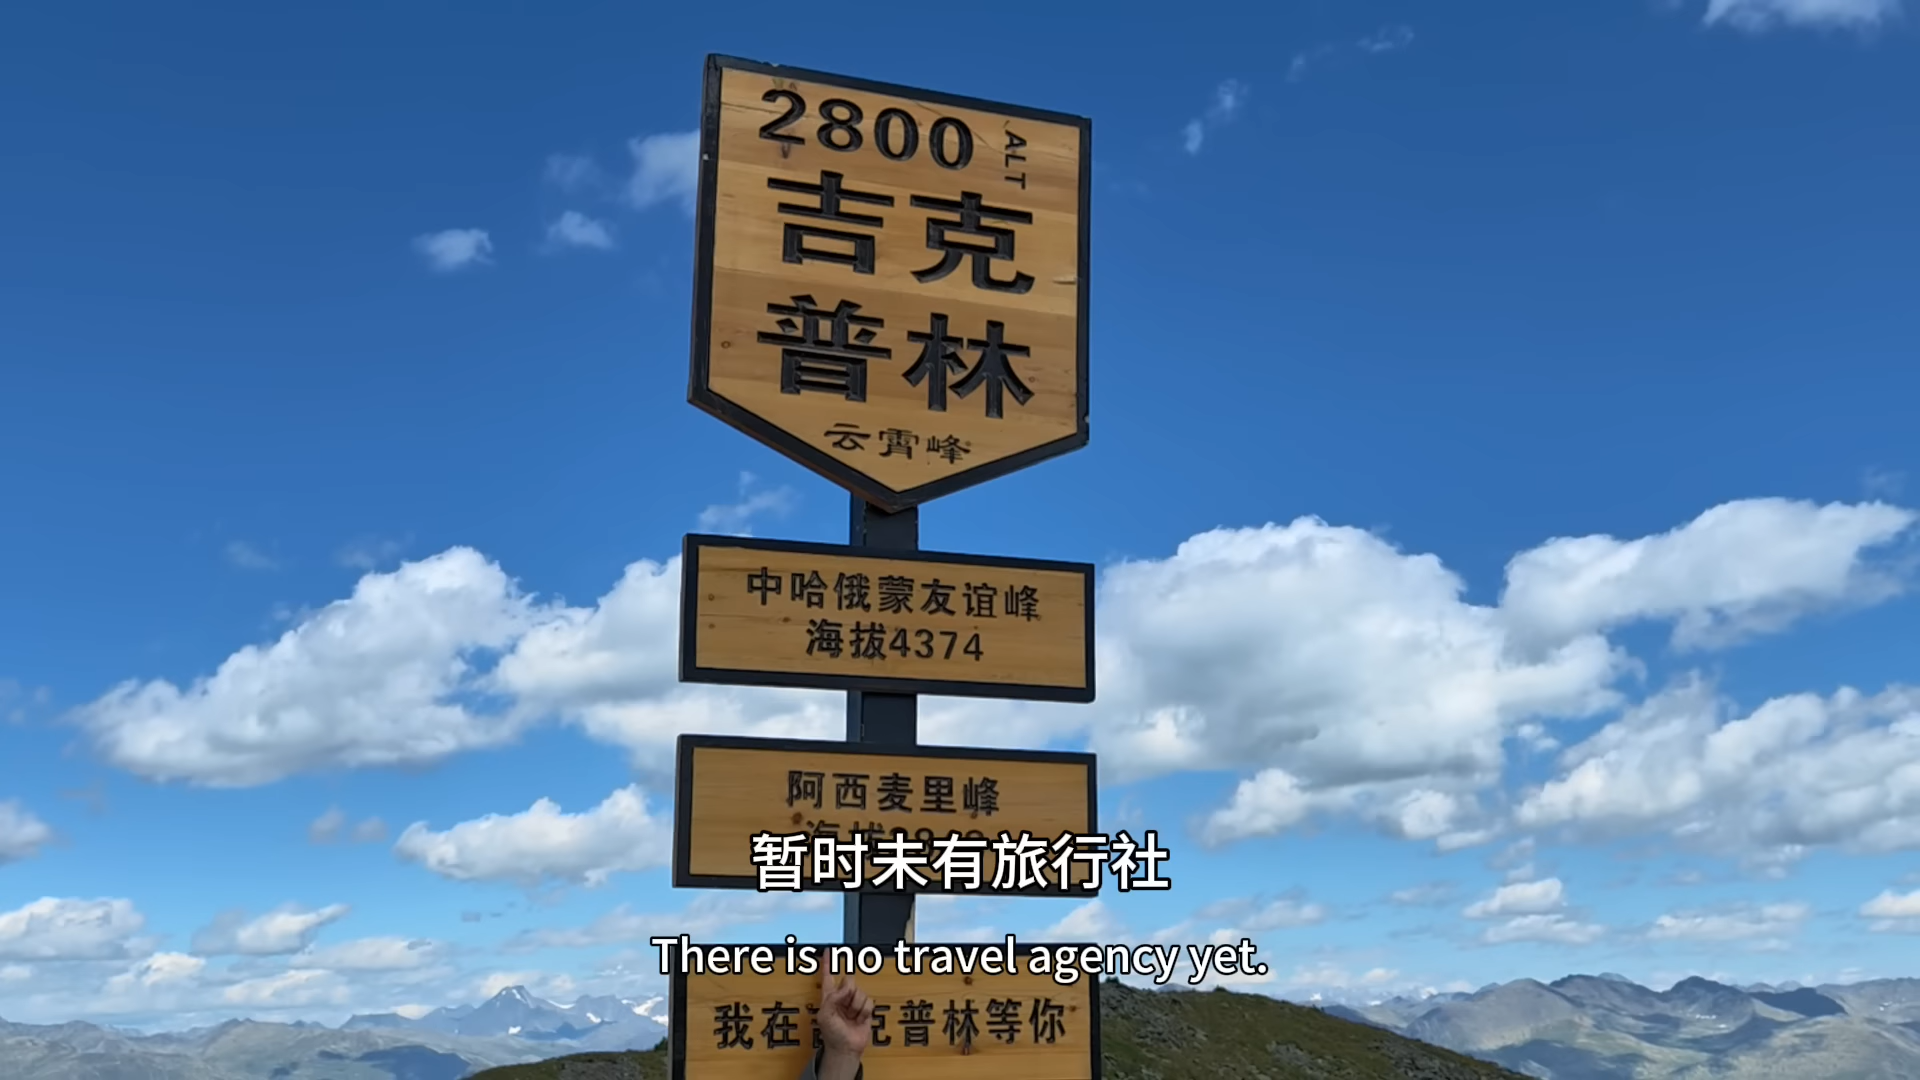 2800 ALT
吉克
普林
云霄峰
中哈俄蒙友谊峰
海拔4374
阿西麦里峰
暂时未有旅行社
There is no travel agency yet.
我在吉克普林等你